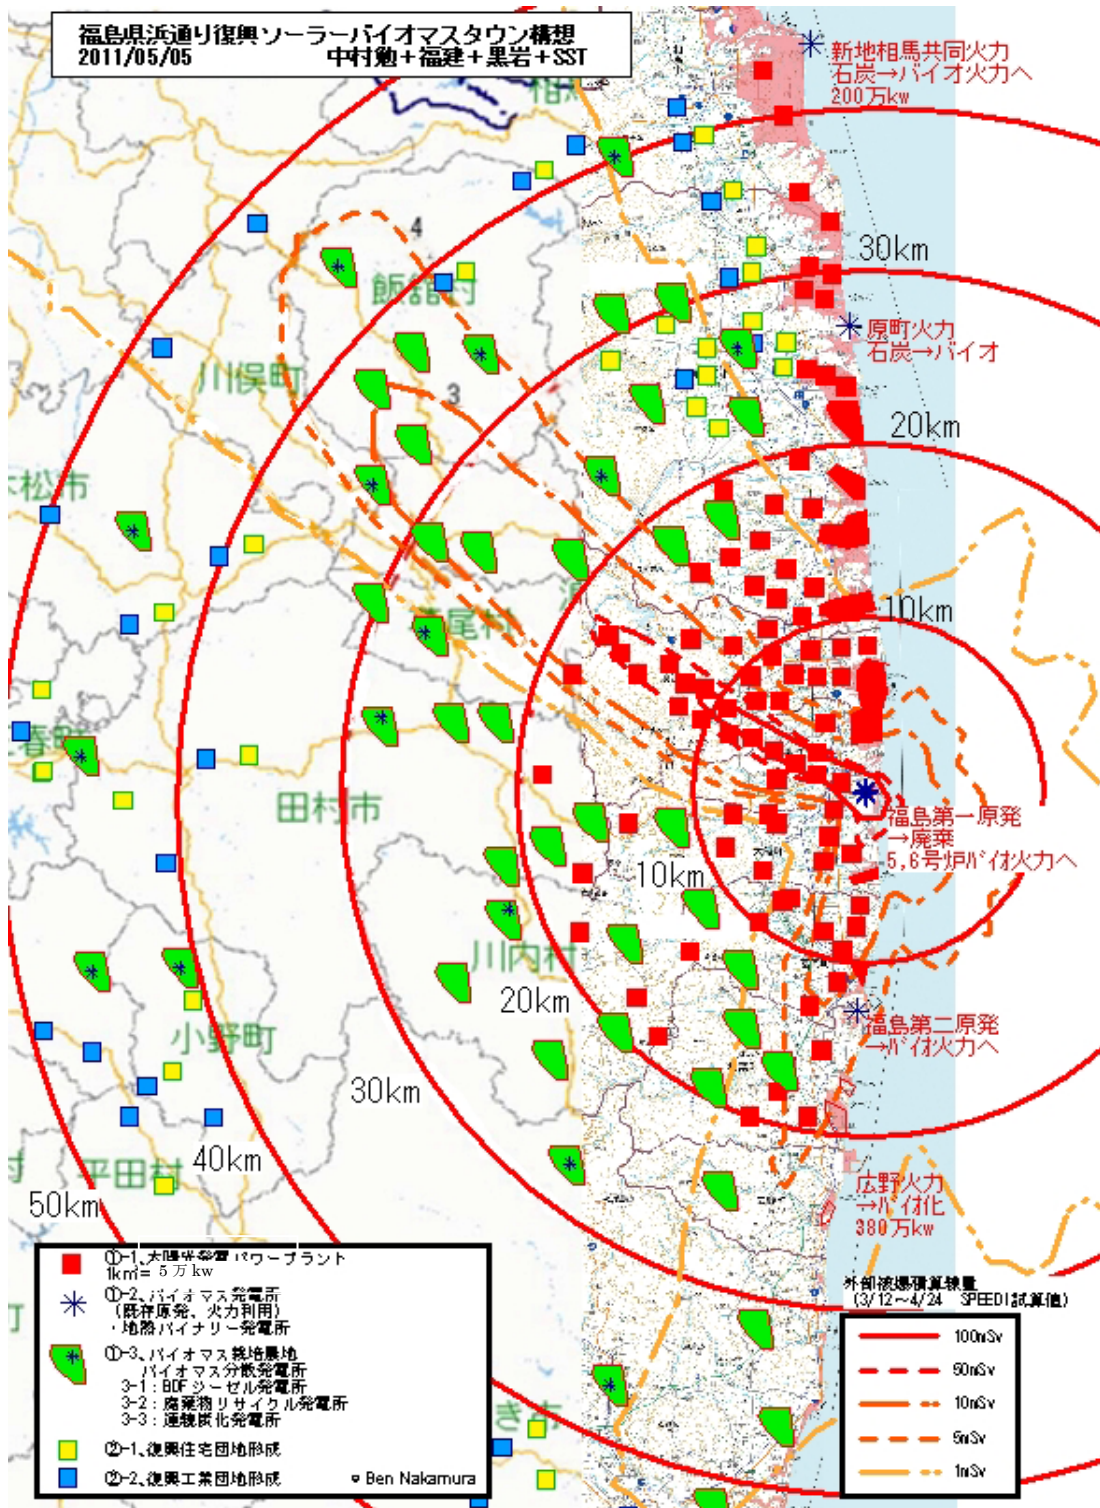 福島県浜通り復興ソーラーバイオマスタウン構想
2011/05/05 中村勉+福建+黒岩+SST
新地相馬共同火力
石炭→バイオ火力へ
200万kw
30km
4
飯舘村
原町火力
石炭→バイオ
川俣町
3
20km
松市
10km
尾村
田村市
福島第一原発
→廃棄
5,6号炉バイオ火力へ
10km
川内村
20km
福島第二原発
→バイオ火力へ
小野町
30km
40km
平田村
50km
広野火力
→バイオ化
380万kw
①-1、太陽光発電パワープラント
1km²= 5万kw
①-2、バイオマス発電所
(既存原発、火力利用)
・地熱バイナリー発電所
①-3、バイオマス栽培農地
バイオマス分散発電所
3-1:BDFジーゼル発電所
3-2:廃棄物リサイクル発電所
3-3:連続炭化発電所
②-1、復興住宅団地形成
②-2、復興工業団地形成
Ben Nakamura
き市
外部被爆積算線量
(3/12~4/24 SPEEDI試算値)
100mSv
50mSv
10mSv
5mSv
1mSv